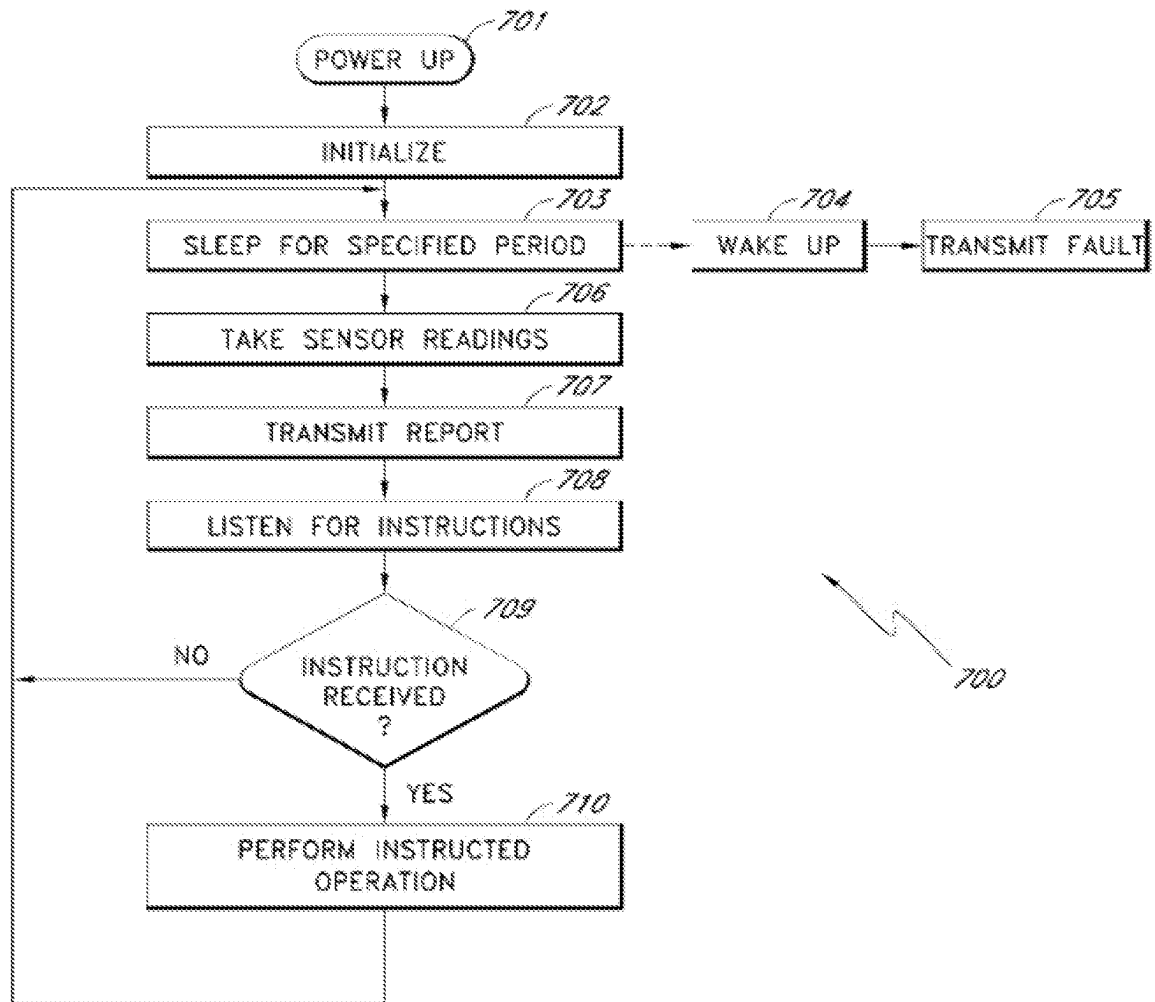 701
POWER UP
702
INITIALIZE
703
SLEEP FOR SPECIFIED PERIOD
704
WAKE UP
705
TRANSMIT FAULT
706
TAKE SENSOR READINGS
707
TRANSMIT REPORT
708
LISTEN FOR INSTRUCTIONS
709
INSTRUCTION
RECEIVED
?
NO
700
YES
710
PERFORM INSTRUCTED
OPERATION